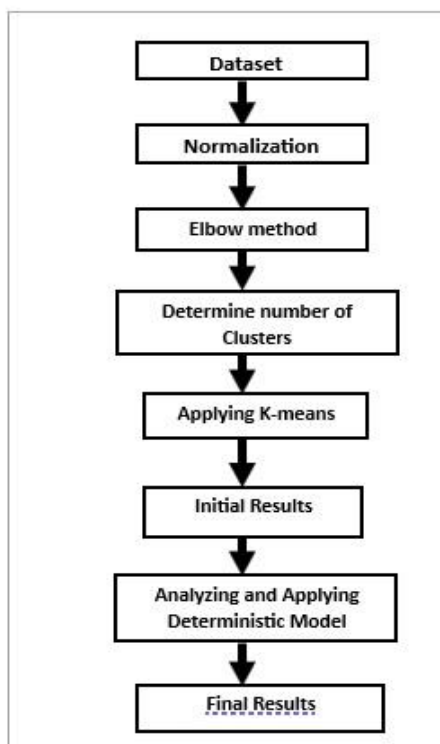 Dataset
Normalization
Elbow method
Determine number of
Clusters
Applying K-means
Initial Results
Analyzing and Applying
Deterministic Model
Final Results